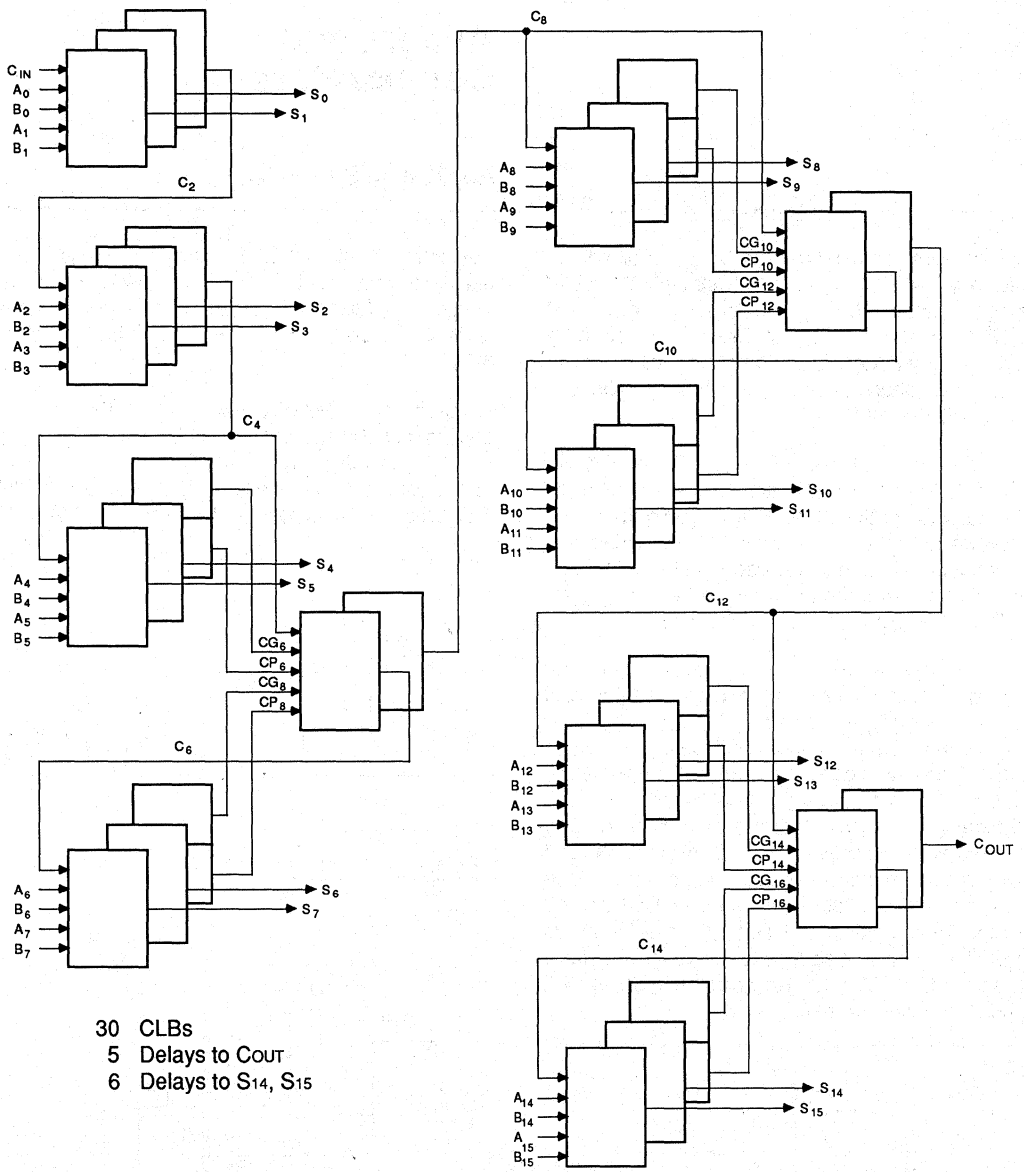 CIN
A0
B0
A1
B1
S0
S1
C2
A2
B2
A3
B3
S2
S3
C4
A4
B4
A5
B5
S4
S5
CG6
CP6
CG8
CP8
C6
A6
B6
A7
B7
S6
S7
C8
A8
B8
A9
B9
S8
S9
CG10
CP10
CG12
CP12
C10
A10
B10
A11
B11
S10
S11
C12
A12
B12
A13
B13
S12
S13
CG14
CP14
CG16
CP16
COUT
C14
A14
B14
A15
B15
S14
S15
30 CLBs
5 Delays to COUT
6 Delays to S14, S15